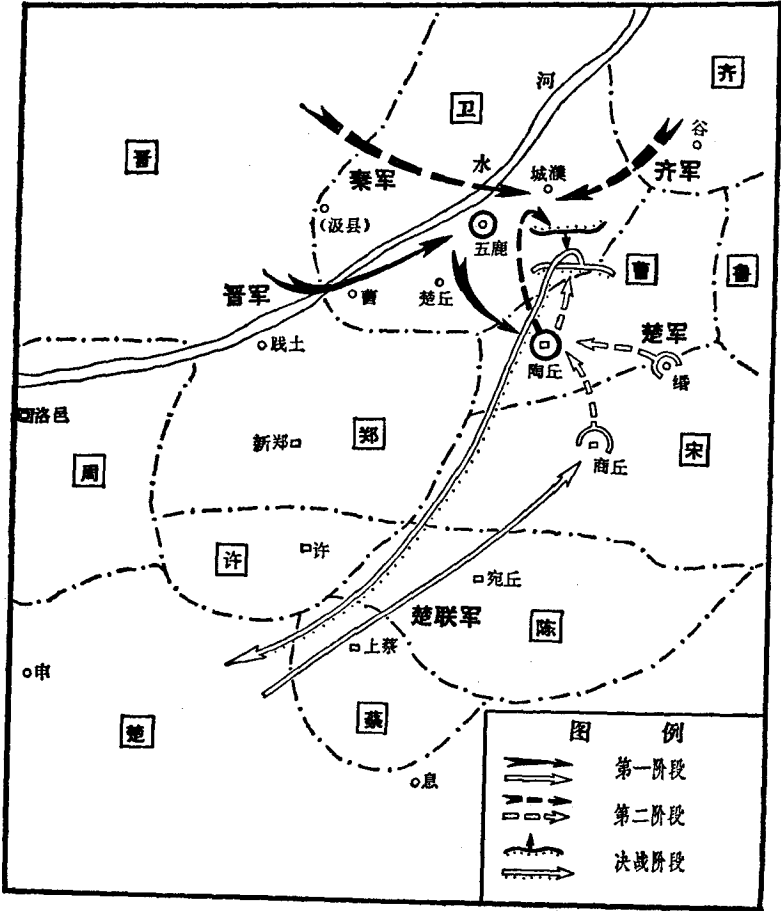 齐
河
卫
谷
晋
水
城濮
秦军
齐军
(汲县)
五鹿
曹
鲁
晋军
曹
楚丘
楚军
践土
陶丘
缗
洛邑
新郑
郑
宋
周
商丘
许
许
宛丘
楚联军
陈
上蔡
申
楚
蔡
息
图 例
第一阶段
第二阶段
决战阶段